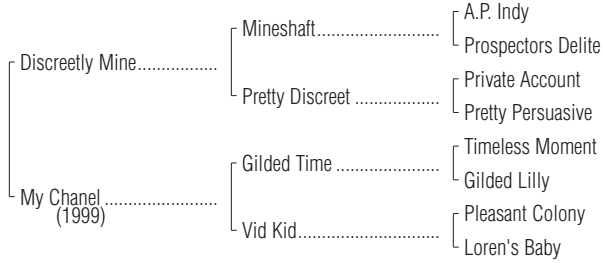 A.P. Indy
Mineshaft
Prospectors Delite
Discreetly Mine
Private Account
Pretty Discreet
Pretty Persuasive
Timeless Moment
Gilded Time
Gilded Lilly
My Chanel
(1999)
Pleasant Colony
Vid Kid
Loren's Baby